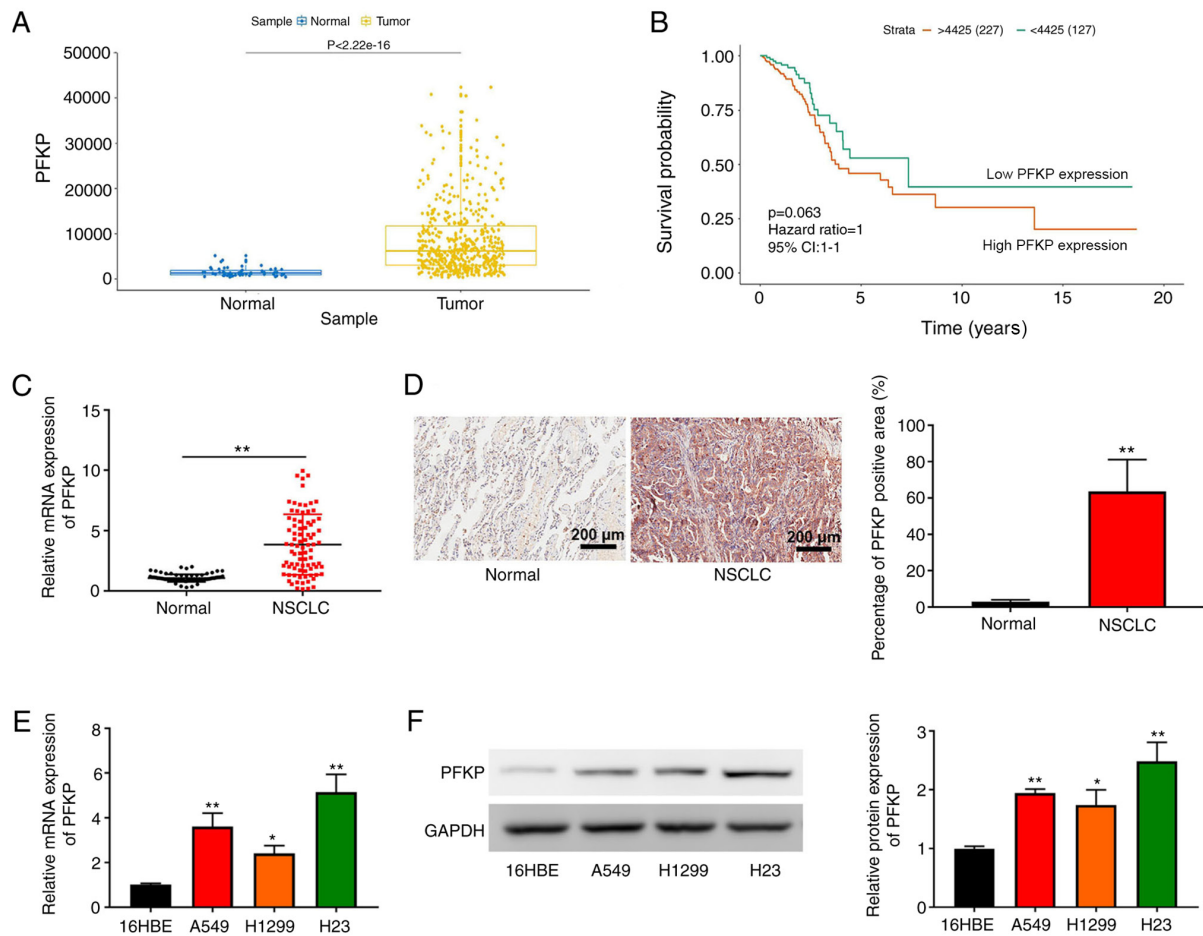 A
Sample Normal Tumor
P<2.22e-16
PFKP
50000
40000
30000
20000
10000
0
Normal Tumor
Sample
B
Strata >4425 (227) <4425 (127)
Survival probability
1.00
0.75
0.50
0.25
0.00
Low PFKP expression
High PFKP expression
p=0.063
Hazard ratio=1
95% CI:1-1
0 5 10 15 20
Time (years)
C
Relative mRNA expression
of PFKP
15
10
5
0
**
Normal NSCLC
D
200 µm
200 µm
Normal NSCLC
Percentage of PFKP positive area (%)
100
80
60
40
20
0
**
Normal NSCLC
E
Relative mRNA expression
of PFKP
8
6
4
2
0
**
*
**
16HBE A549 H1299 H23
F
PFKP
GAPDH
16HBE A549 H1299 H23
Relative protein expression
of PFKP
3
2
1
0
**
*
**
16HBE A549 H1299 H23